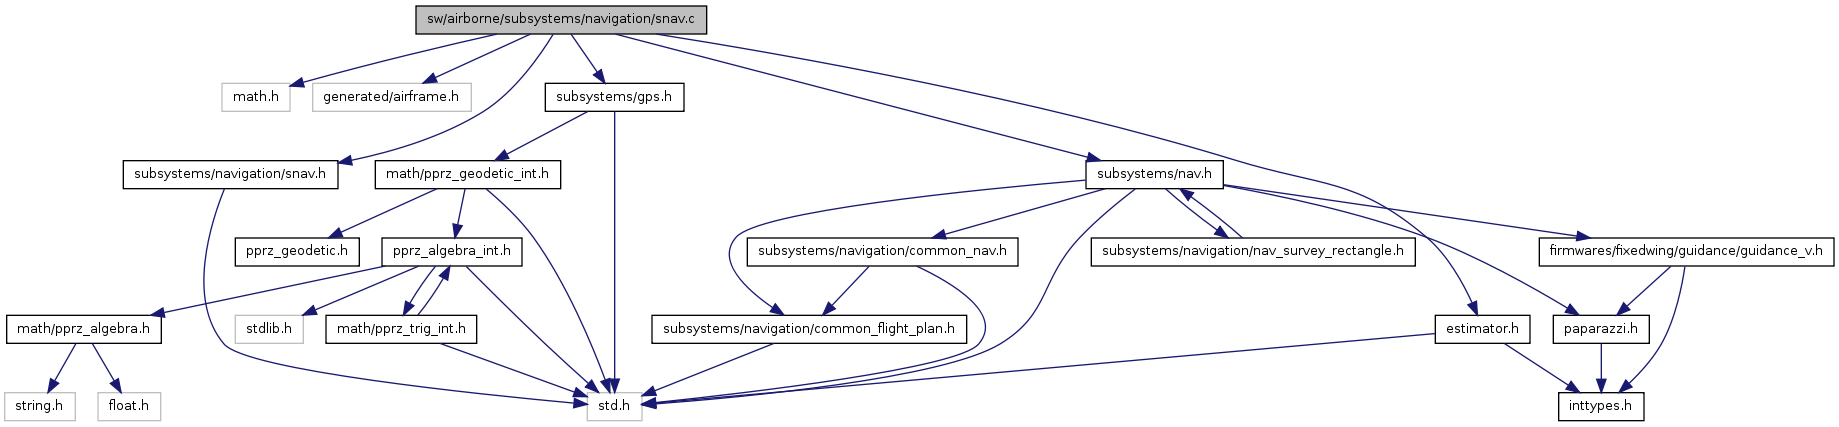 sw/airborne/subsystems/navigation/snav.c
math.h
generated/airframe.h
subsystems/gps.h
subsystems/navigation/snav.h
math/pprz_geodetic_int.h
subsystems/nav.h
pprz_geodetic.h
pprz_algebra_int.h
subsystems/navigation/common_nav.h
subsystems/navigation/nav_survey_rectangle.h
firmwares/fixedwing/guidance/guidance_v.h
math/pprz_algebra.h
stdlib.h
math/pprz_trig_int.h
subsystems/navigation/common_flight_plan.h
estimator.h
paparazzi.h
string.h
float.h
std.h
inttypes.h